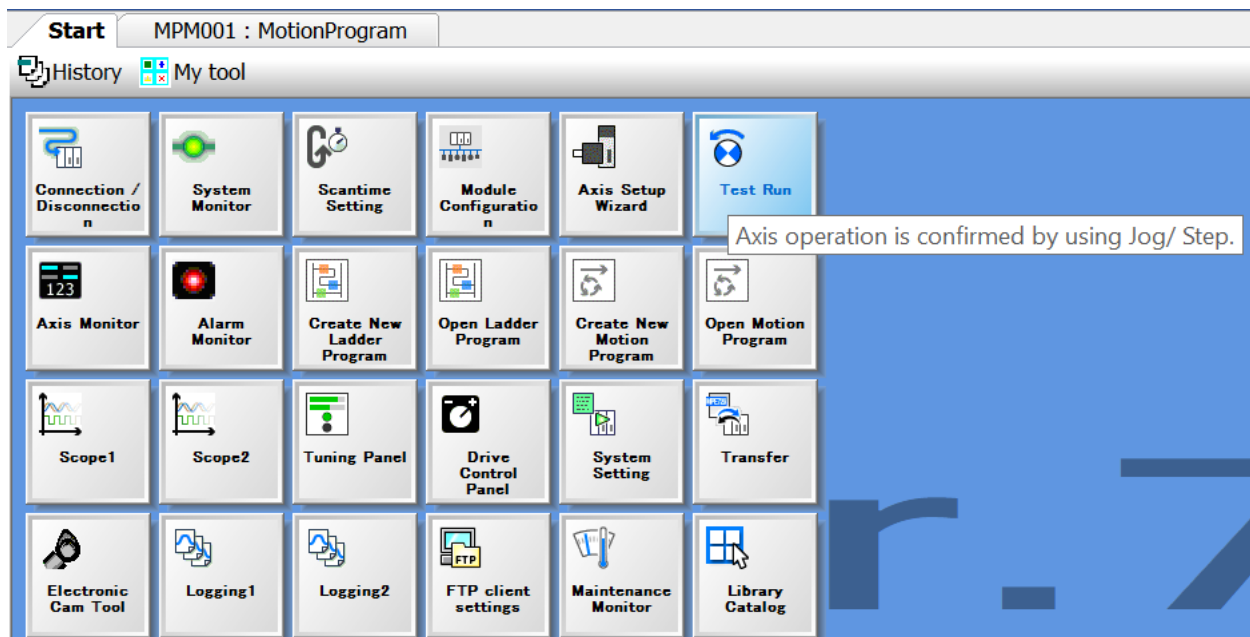 Start
MPM001 : MotionProgram
History
My tool
Connection /
Disconnectio
n
System
Monitor
Scantime
Setting
Module
Configuratio
n
Axis Setup
Wizard
Test Run
Axis operation is confirmed by using Jog/ Step.
123
Axis Monitor
Alarm
Monitor
Create New
Ladder
Program
Open Ladder
Program
Create New
Motion
Program
Open Motion
Program
Scope1
Scope2
Tuning Panel
Drive
Control
Panel
System
Setting
Transfer
Electronic
Cam Tool
Logging1
Logging2
FTP
FTP client
settings
Maintenance
Monitor
Library
Catalog
r.7